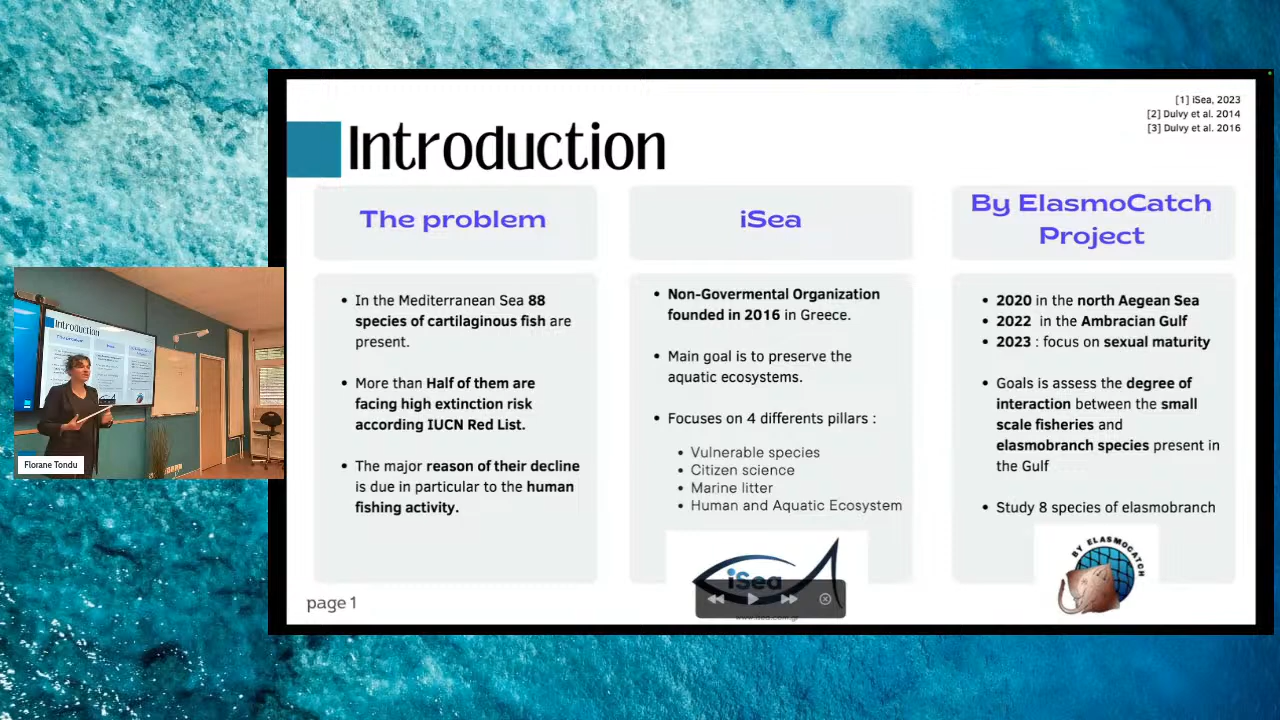 [1] iSea, 2023
[2] Dulvy et al. 2014
[3] Dulvy et al. 2016
Introduction
The problem
• In the Mediterranean Sea 88
species of cartilaginous fish are
present.
• More than Half of them are
facing high extinction risk
according IUCN Red List.
• The major reason of their decline
is due in particular to the human
fishing activity.
iSea
• Non-Govermental Organization
founded in 2016 in Greece.
• Main goal is to preserve the
aquatic ecosystems.
• Focuses on 4 differents pillars :
• Vulnerable species
• Citizen science
• Marine litter
• Human and Aquatic Ecosystem
iSea
By ElasmoCatch
Project
• 2020 in the north Aegean Sea
• 2022 in the Ambracian Gulf
• 2023 : focus on sexual maturity
• Goals is assess the degree of
interaction between the small
scale fisheries and
elasmobranch species present in
the Gulf
• Study 8 species of elasmobranch
BY ELASMOCATCH
page 1
Introduction
Florane Tondu